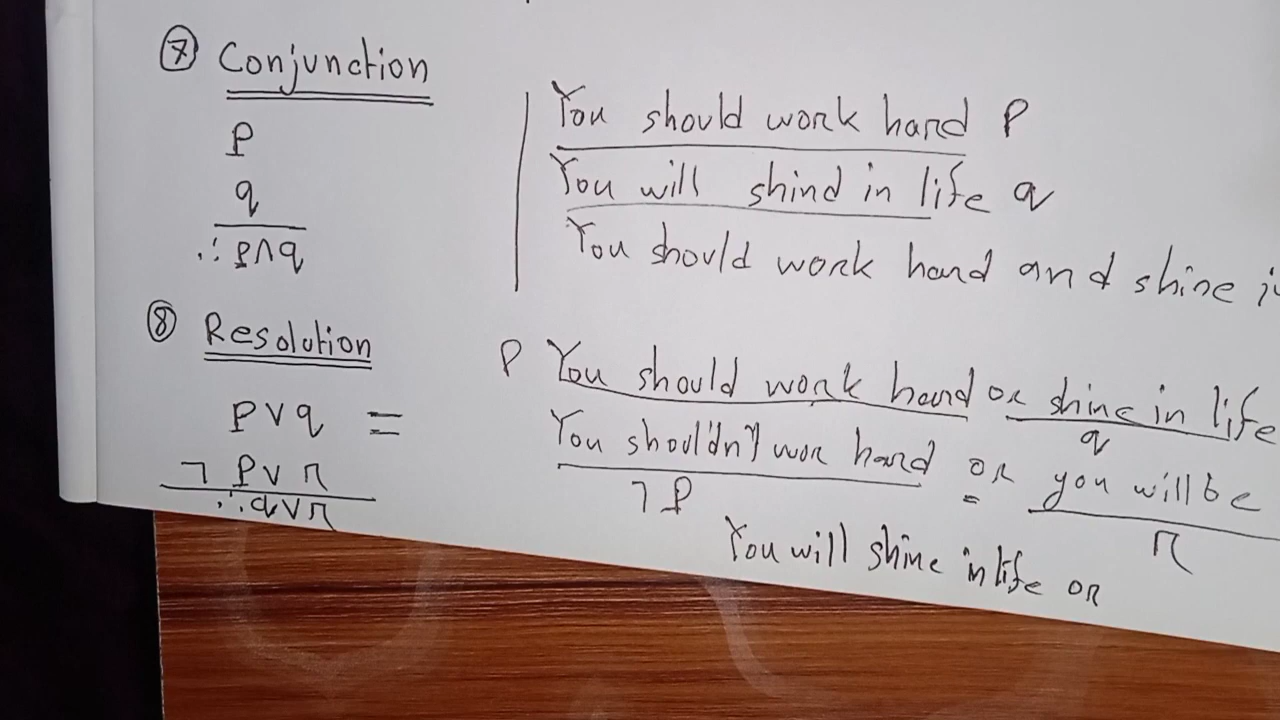 ⑦ Conjunction
P
q
∴ P∧q
You should work hard P
You will shind in life q
You should work hard and shine
⑧ Resolution
P∨q =
¬ P∨r
∴ q∨r
P You should work hard or shine in life
q
You shouldn't wor hard or you will be
=
¬P
r
You will shine in life or